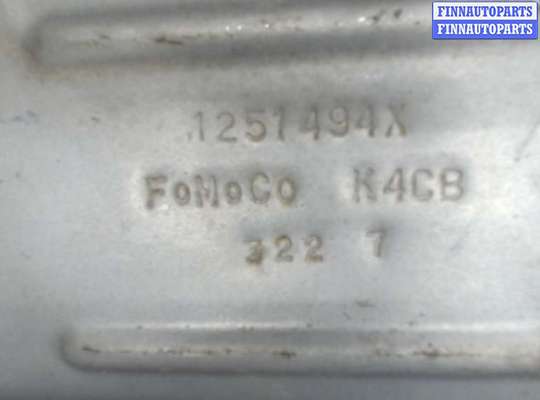 FINNAUTOPARTS
FINNAUTOPARTS
1251494X
FoMoCo K4CB
322 7